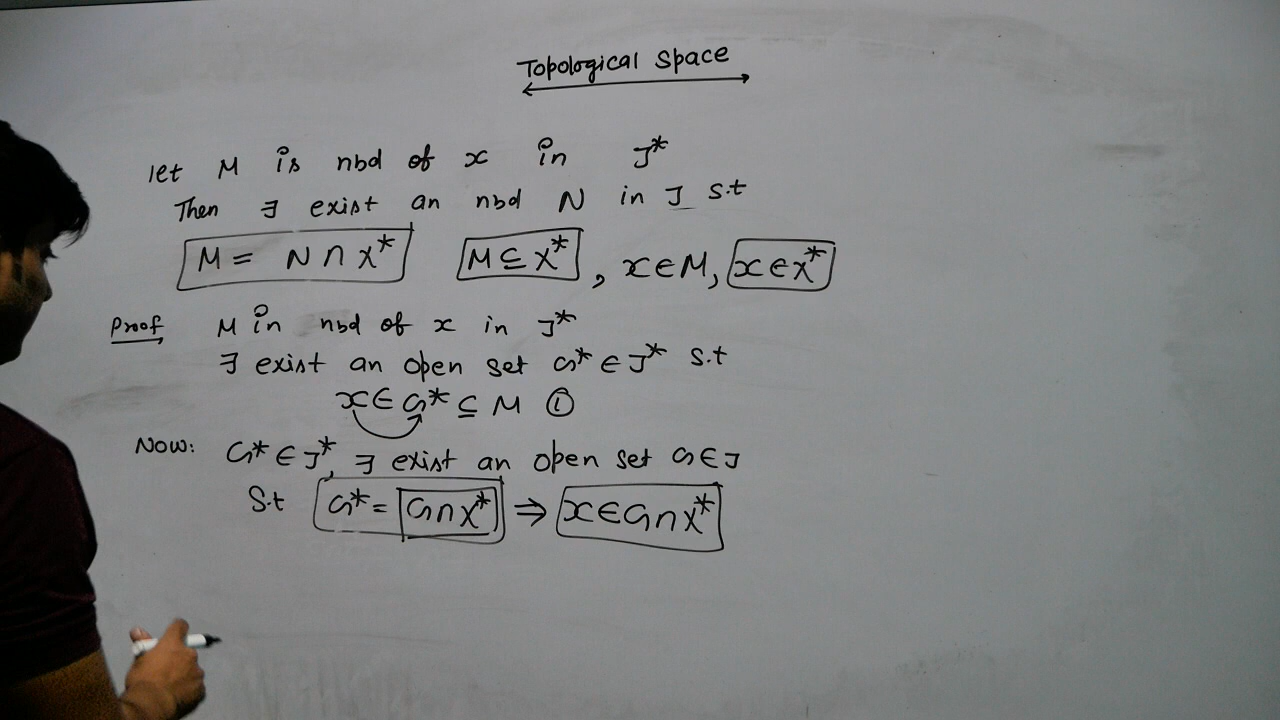 Topological Space
let M is nbd of x in J*
Then ∃ exist an nbd N in J s.t
M = N ∩ X* M ⊆ X* , x ∈ M, x ∈ X*
Proof M in nbd of x in J*
∃ exist an open set G* ∈ J* s.t
x ∈ G* ⊆ M ①
Now: G* ∈ J*, ∃ exist an open set G ∈ J
S.t G* = G ∩ X* ⇒ x ∈ G ∩ X*